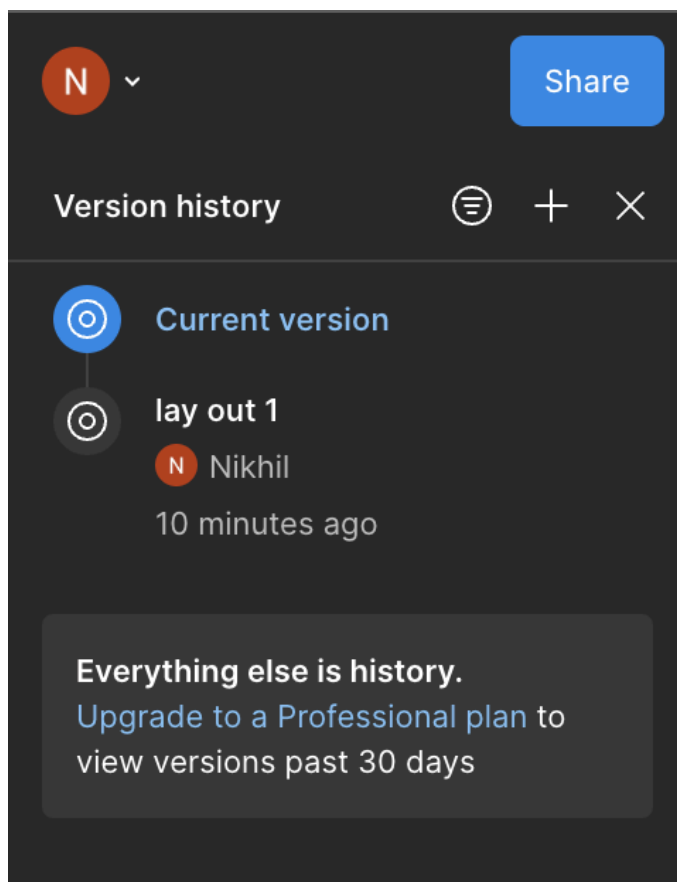 N
Share
Version history
Current version
lay out 1
N Nikhil
10 minutes ago
Everything else is history.
Upgrade to a Professional plan to
view versions past 30 days